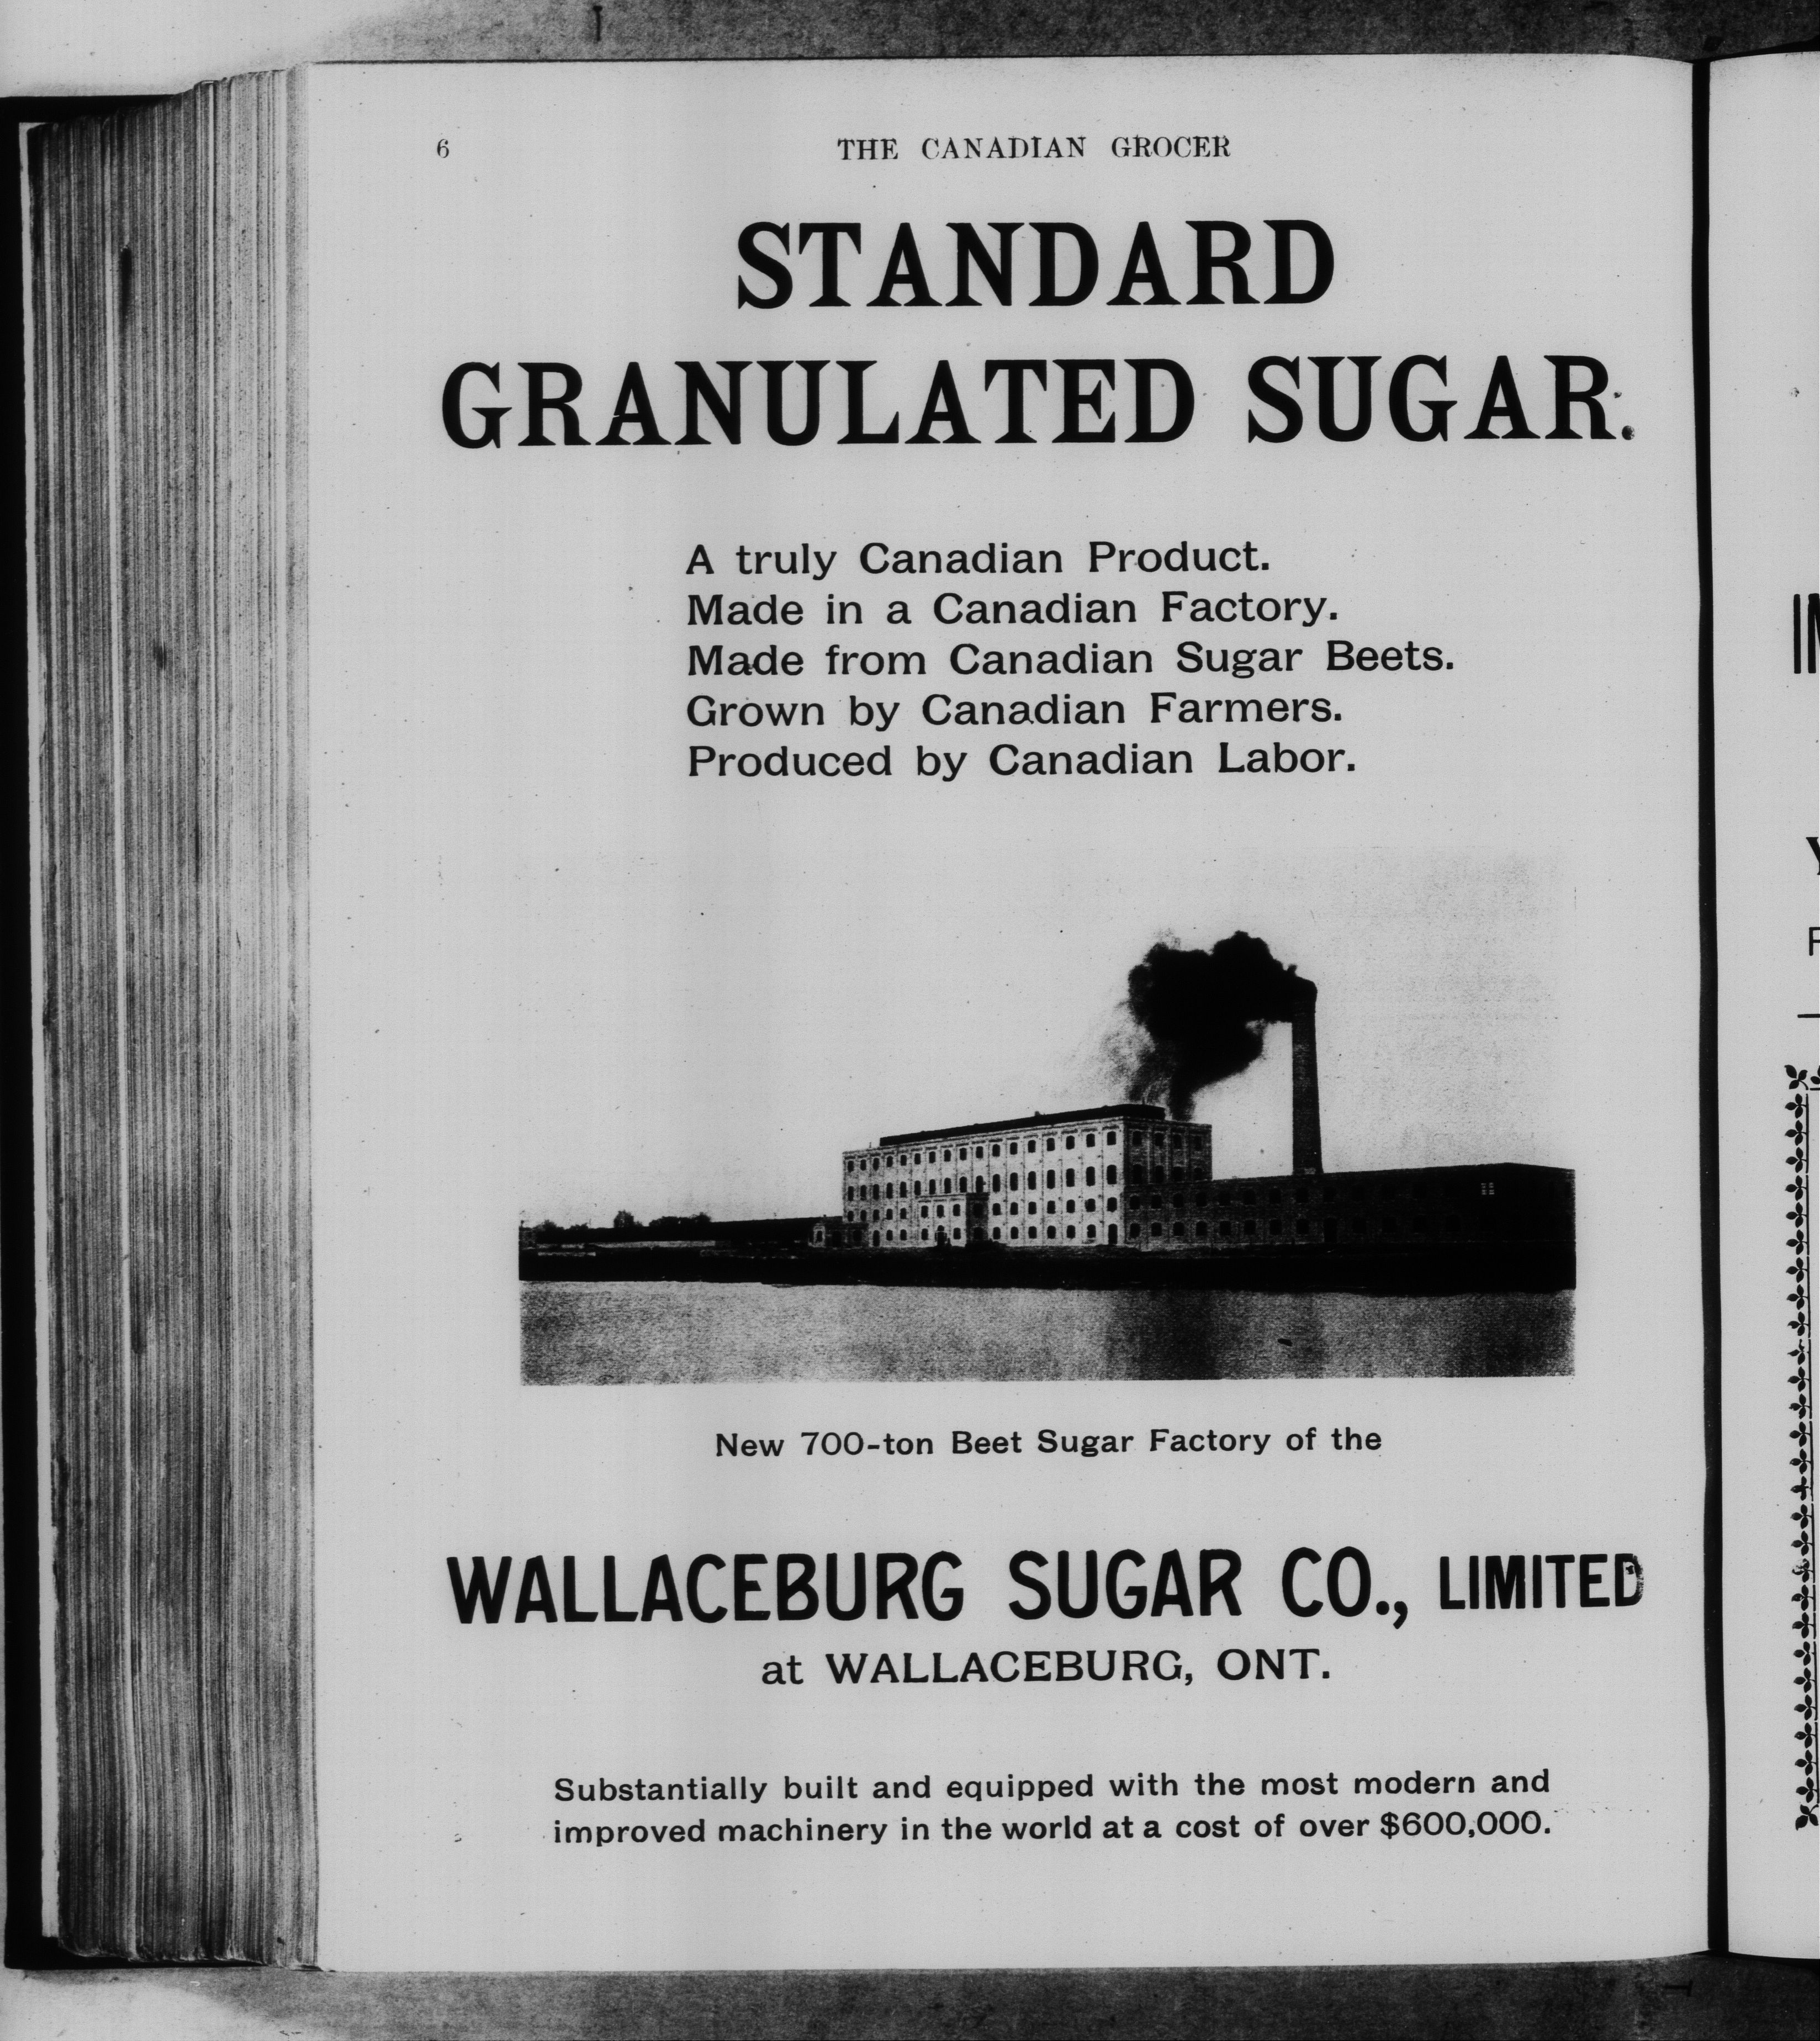 6
THE CANADIAN GROCER
STANDARD
GRANULATED SUGAR.
A truly Canadian Product.
Made in a Canadian Factory.
Made from Canadian Sugar Beets.
Grown by Canadian Farmers.
Produced by Canadian Labor.
New 700-ton Beet Sugar Factory of the
WALLACEBURG SUGAR CO., LIMITED
at WALLACEBURG, ONT.
Substantially built and equipped with the most modern and
improved machinery in the world at a cost of over $600,000.